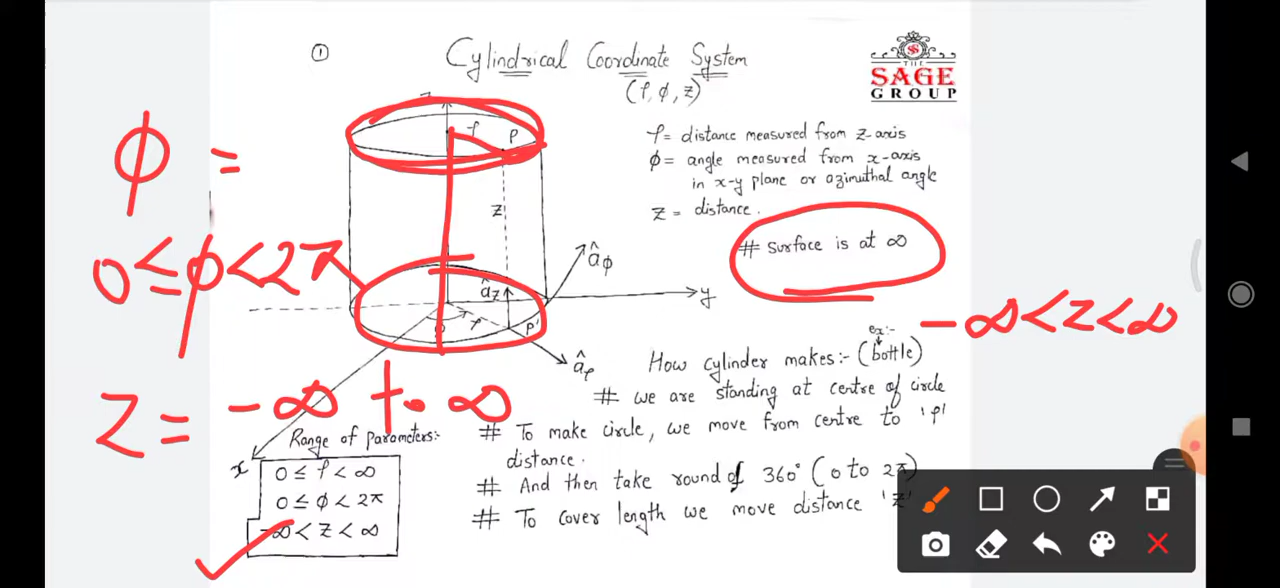 ①
Cylindrical Coordinate System
(ρ, φ, z)
THE
SAGE
GROUP
ρ = distance measured from z-axis
φ = angle measured from x-axis
in x-y plane or azimuthal angle
z = distance.
# surface is at ∞
φ =
0 ≤ φ < 2π
z = -∞ to ∞
-∞ < z < ∞
ρ
P
z
âφ
âz
y
φ
ρ
P'
âρ
x
ex:-
How cylinder makes:- (bottle)
# we are standing at centre of circle
# To make circle, we move from centre to 'ρ'
distance.
# And then take round of 360° (0 to 2π)
# To cover length we move distance 'z'
Range of parameters:-
0 ≤ ρ < ∞
0 ≤ φ < 2π
-∞ < z < ∞